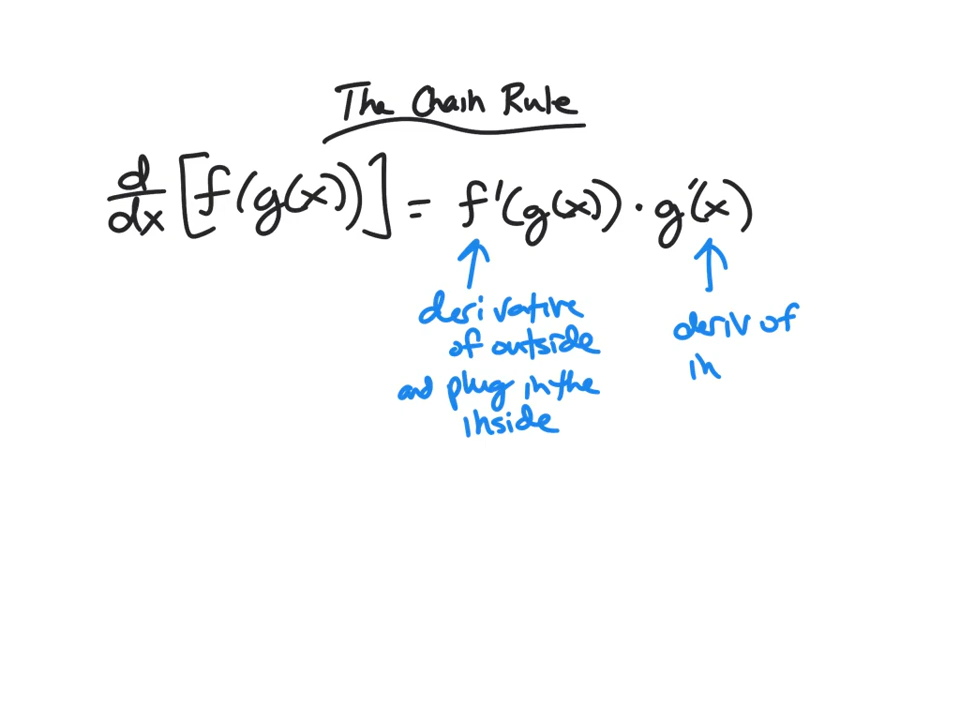 The Chain Rule
d/dx [f(g(x))] = f'(g(x)) · g'(x)
derivative
of outside
and plug in the
inside
deriv of
in